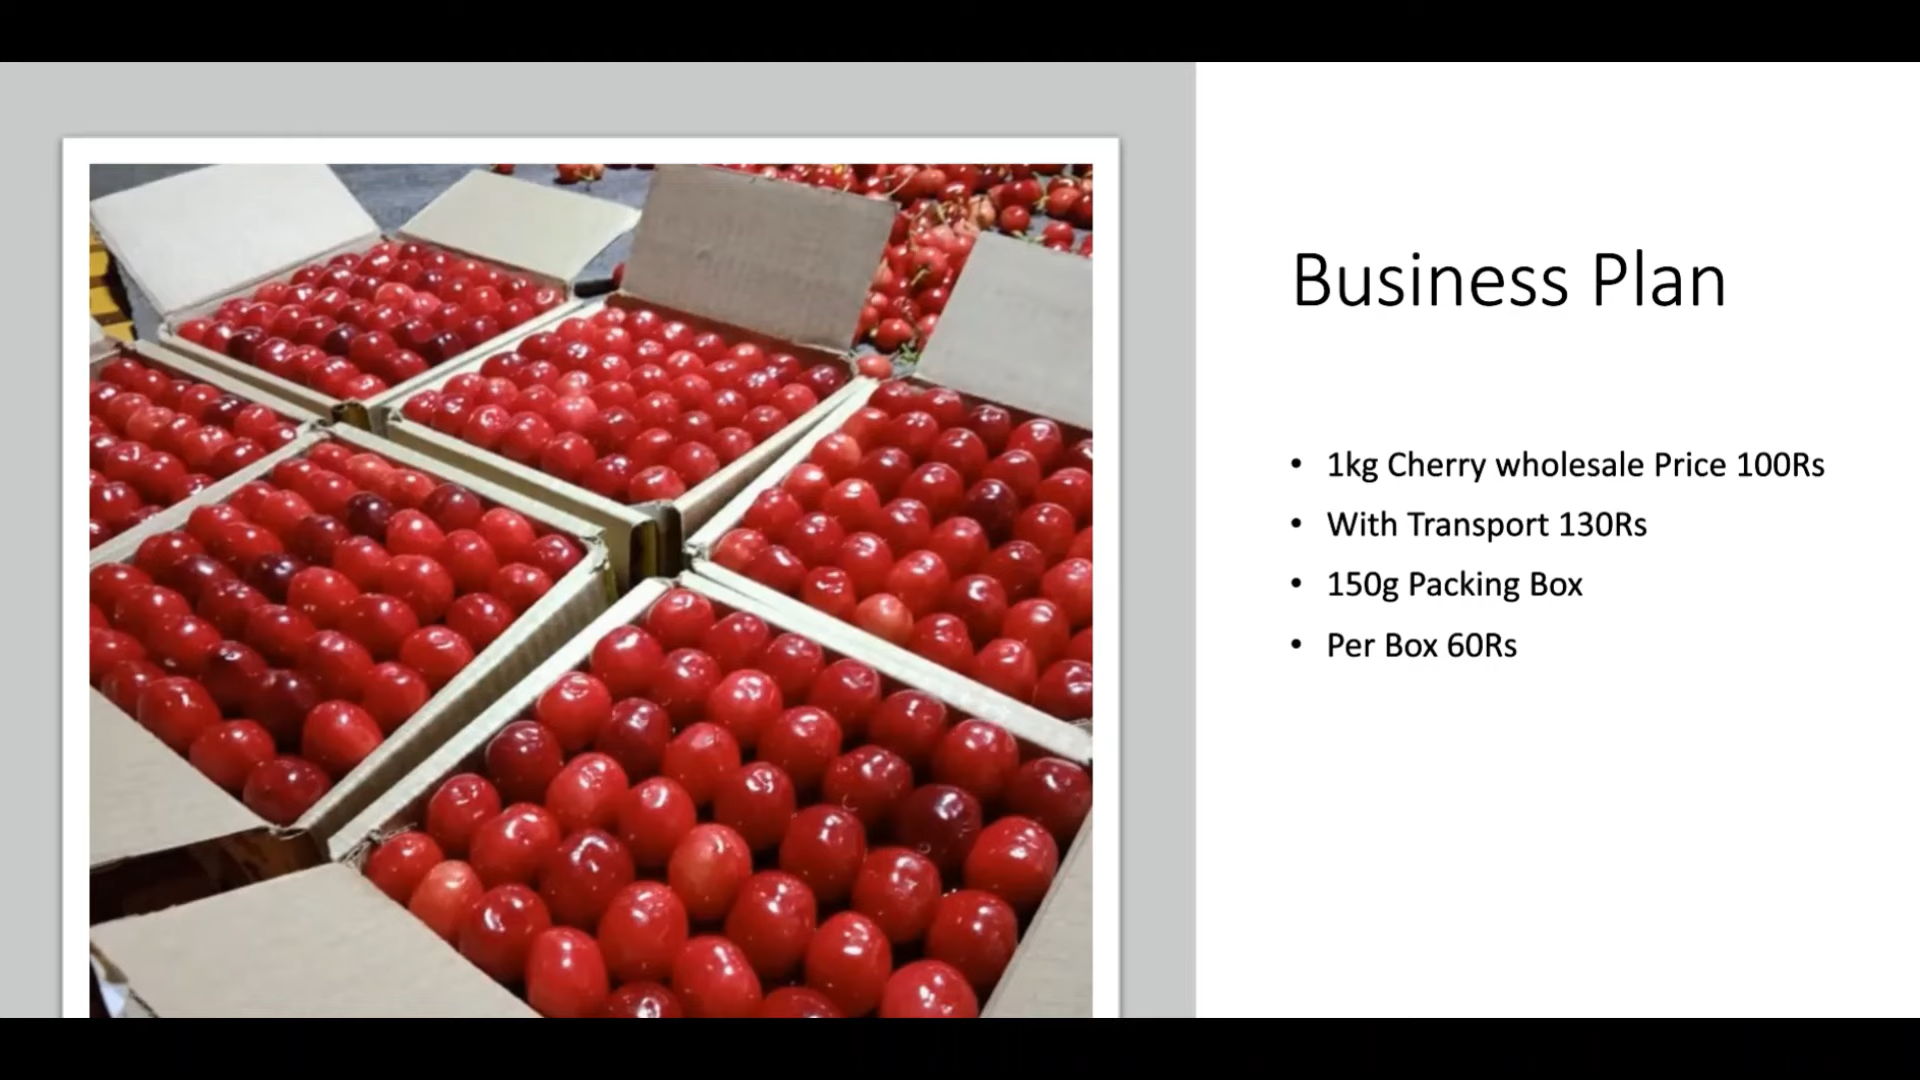 Business Plan
• 1kg Cherry wholesale Price 100Rs
• With Transport 130Rs
• 150g Packing Box
• Per Box 60Rs